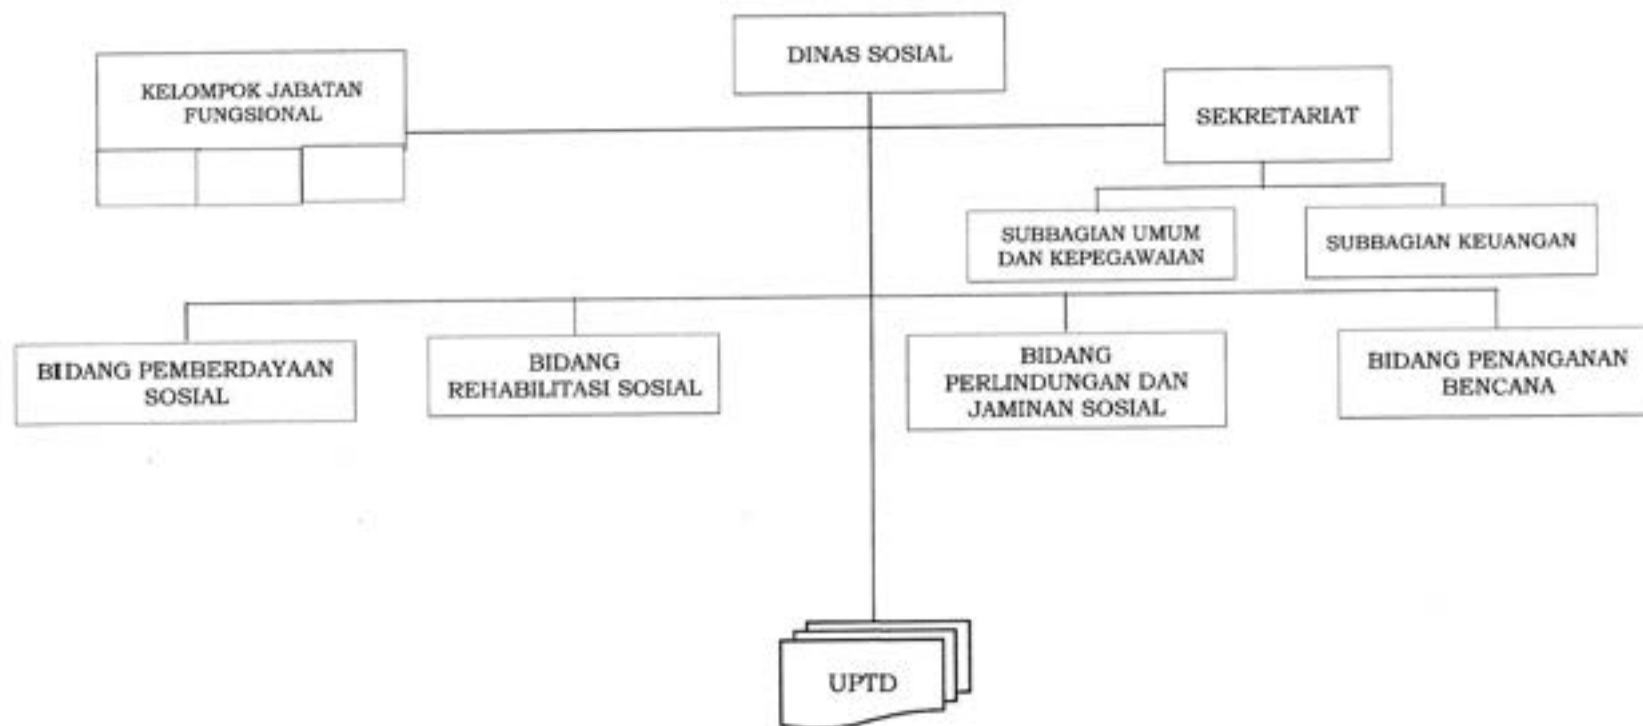 DINAS SOSIAL
KELOMPOK JABATAN
FUNGSIONAL
SEKRETARIAT
SUBBAGIAN UMUM
DAN KEPEGAWAIAN
SUBBAGIAN KEUANGAN
BIDANG PEMBERDAYAAN
SOSIAL
BIDANG
REHABILITASI SOSIAL
BIDANG
PERLINDUNGAN DAN
JAMINAN SOSIAL
BIDANG PENANGANAN
BENCANA
UPTD